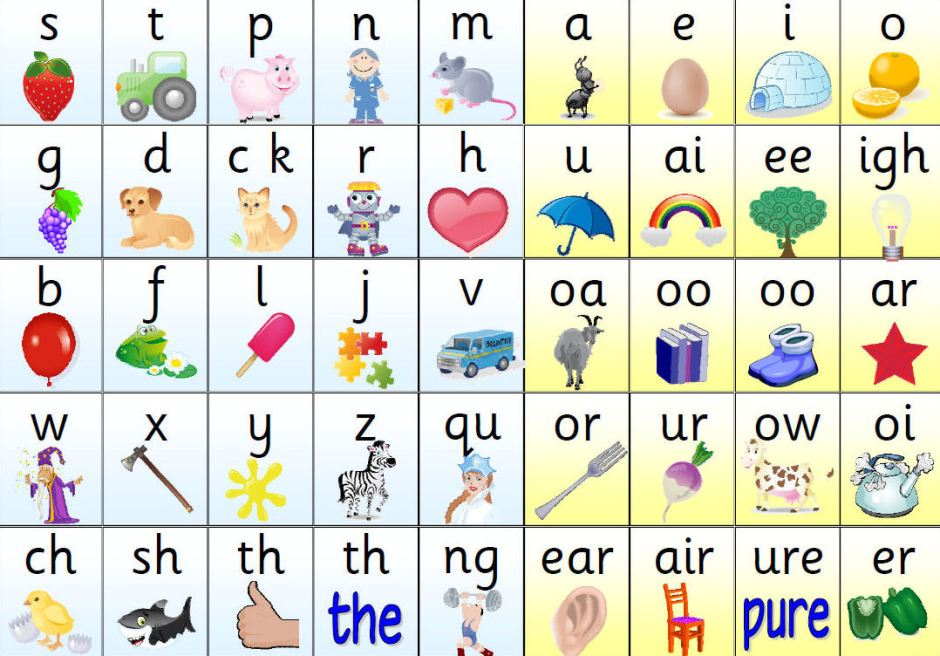 s t p n m a e i o
g d c k r h u ai ee igh
b f l j v oa oo oo ar
DELIVERY
w x y z qu or ur ow oi
ch sh th th ng ear air ure er
the pure